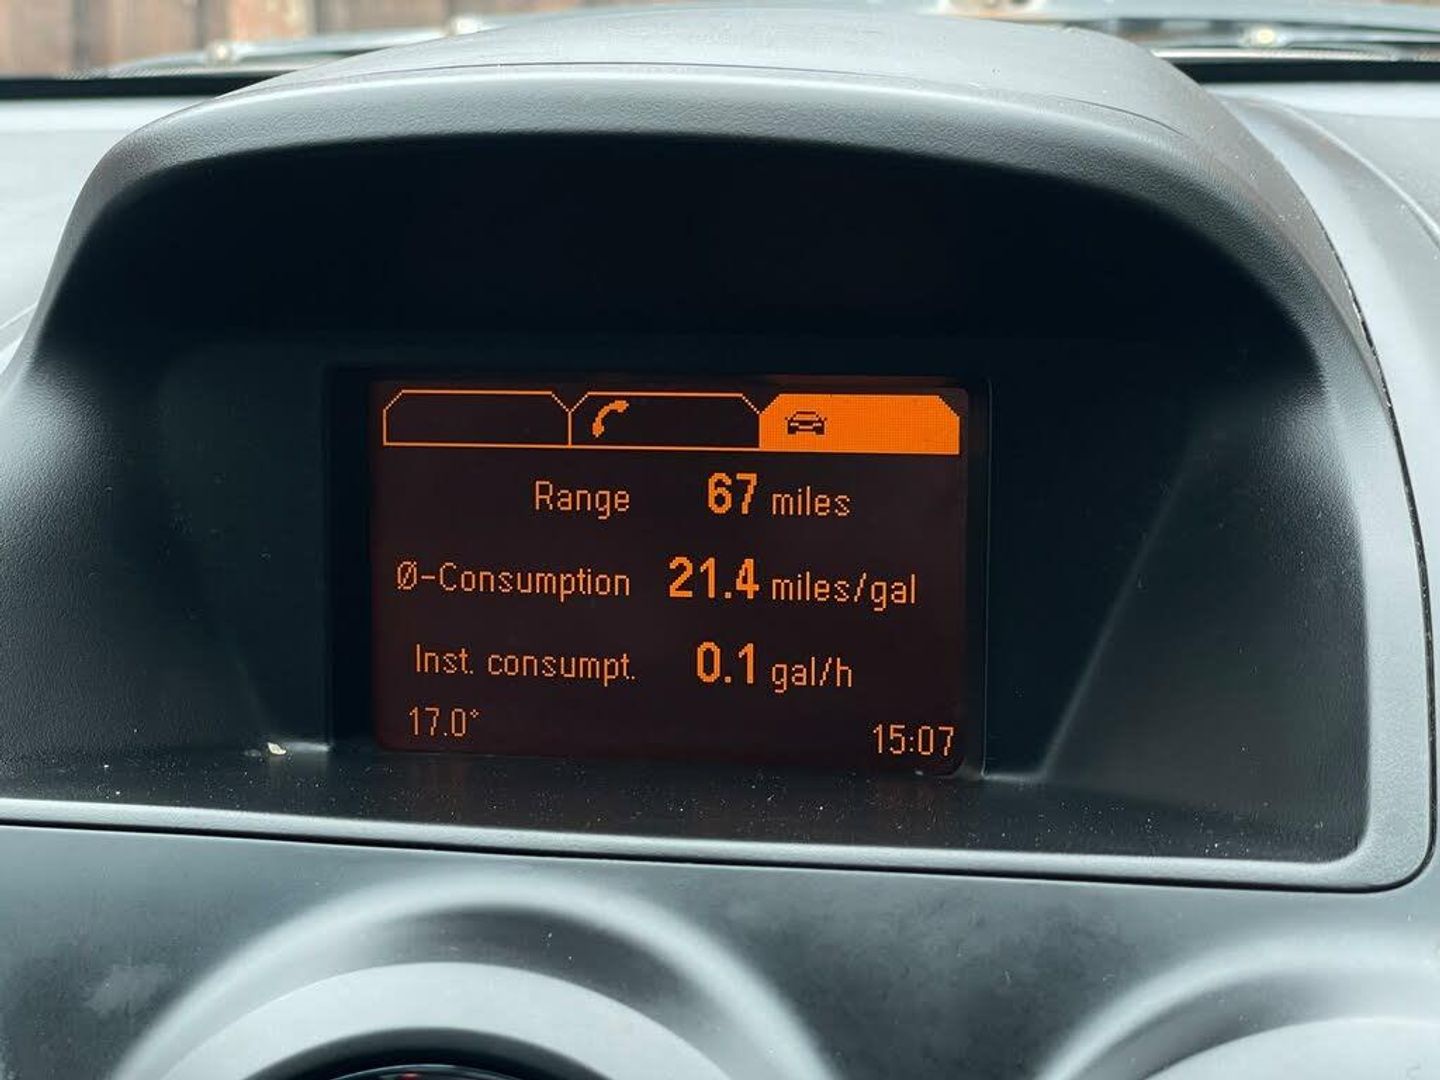 Range 67 miles
Ø-Consumption 21.4 miles/gal
Inst. consumpt. 0.1 gal/h
17.0° 15:07